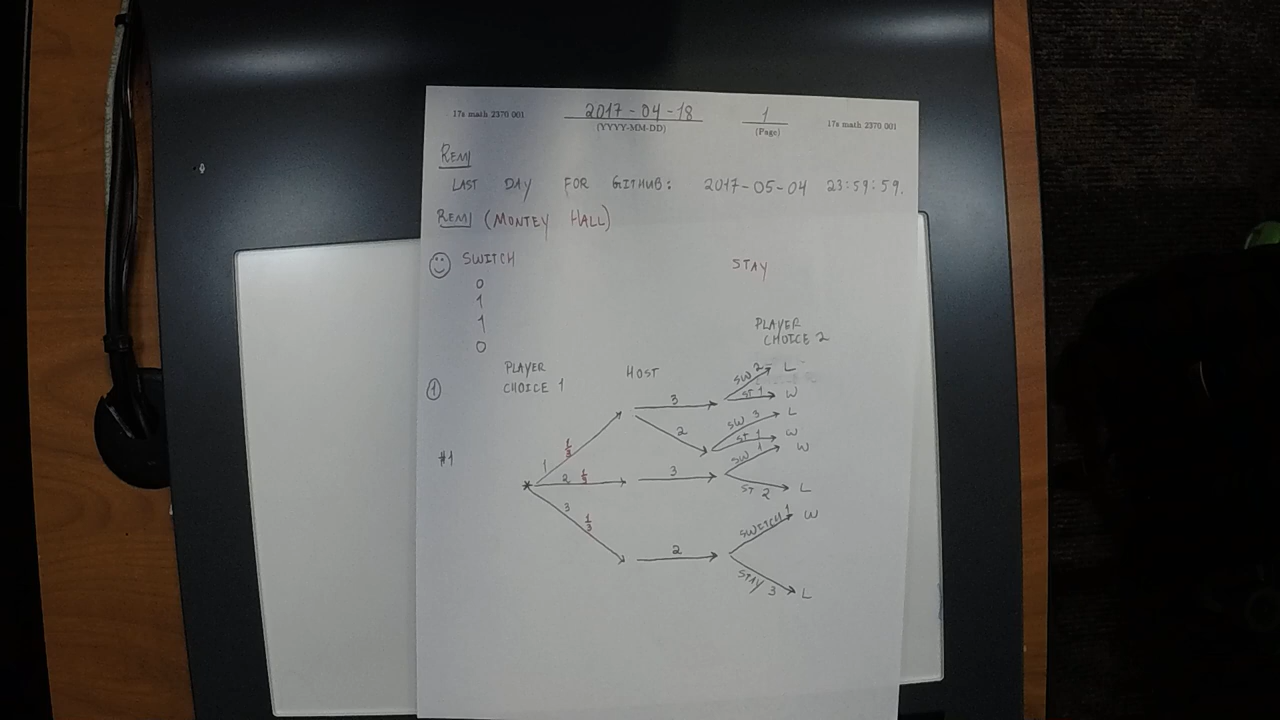 17s math 2370 001 2017-04-18 1 17s math 2370 001
(YYYY-MM-DD) (Page)
REM
LAST DAY FOR GITHUB: 2017-05-04 23:59:59.
REM (MONTEY HALL)
SWITCH STAY
0
1
1
0
PLAYER
CHOICE 2
PLAYER HOST
CHOICE 1
1
SW 2 L
3 ST 1 W
SW 3 L
2 ST 1 W
#1
1 1/3
SW 1 W
2 1/3 3
ST 2 L
3 1/3
SWITCH 1 W
2
STAY 3 L